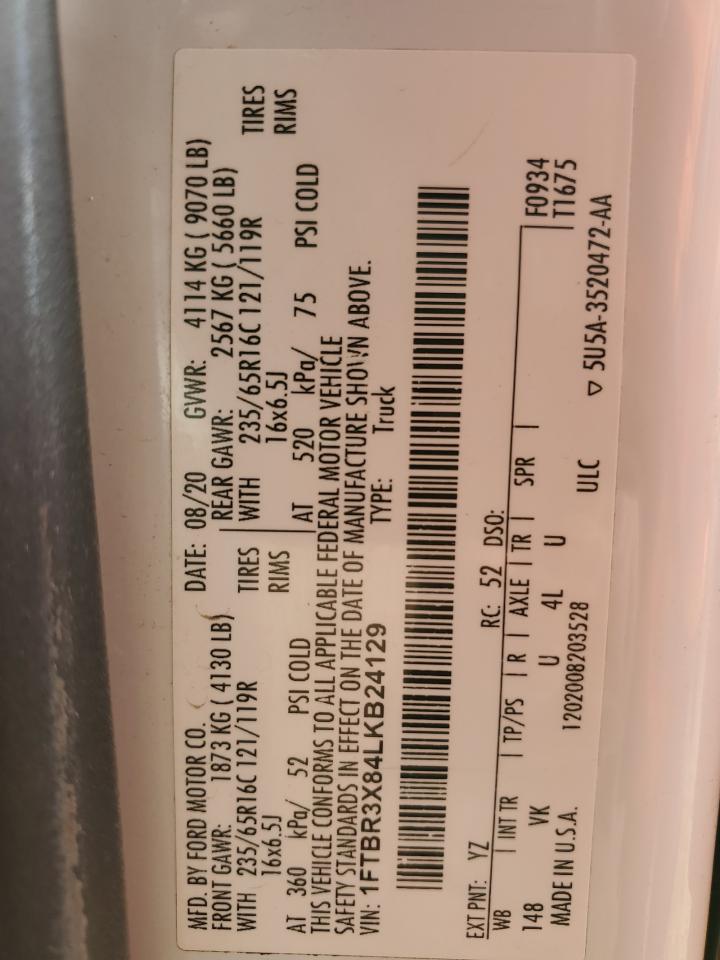 MFD. BY FORD MOTOR CO. DATE: 08/20 GVWR: 4114 KG ( 9070 LB)
FRONT GAWR: 1873 KG ( 4130 LB) REAR GAWR: 2567 KG ( 5660 LB)
WITH 235/65R16C 121/119R TIRES WITH 235/65R16C 121/119R TIRES
16x6.5J RIMS 16x6.5J RIMS
AT 360 kPa/ 52 PSI COLD AT 520 kPa/ 75 PSI COLD
THIS VEHICLE CONFORMS TO ALL APPLICABLE FEDERAL MOTOR VEHICLE
SAFETY STANDARDS IN EFFECT ON THE DATE OF MANUFACTURE SHOWN ABOVE.
VIN: 1FTBR3X84LKB24129 TYPE: Truck
EXT PNT: YZ RC: 52 DSO:
WB | INT TR | TP/PS | R | AXLE | TR | SPR | F0934
148 VK U 4L U T1675
MADE IN U.S.A. 1202008203528 ULC ▽ 5U5A-3520472-AA